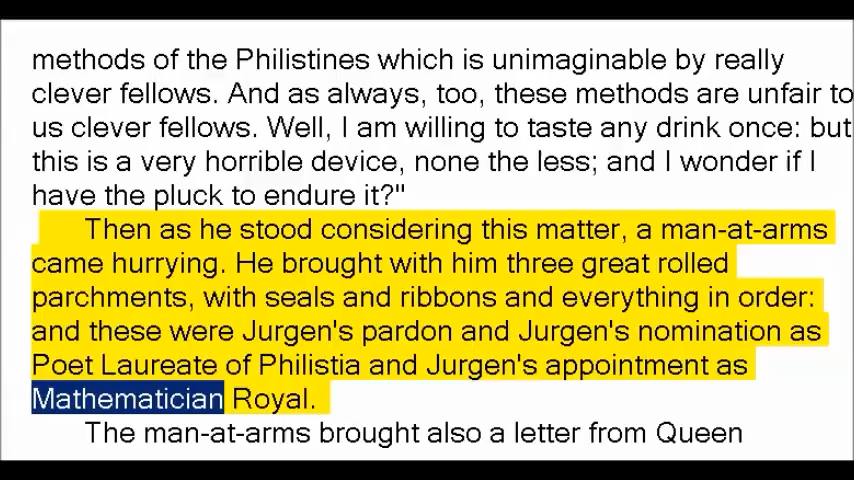 methods of the Philistines which is unimaginable by really
clever fellows. And as always, too, these methods are unfair to
us clever fellows. Well, I am willing to taste any drink once: but
this is a very horrible device, none the less; and I wonder if I
have the pluck to endure it?"
Then as he stood considering this matter, a man-at-arms
came hurrying. He brought with him three great rolled
parchments, with seals and ribbons and everything in order:
and these were Jurgen's pardon and Jurgen's nomination as
Poet Laureate of Philistia and Jurgen's appointment as
Mathematician Royal.
The man-at-arms brought also a letter from Queen